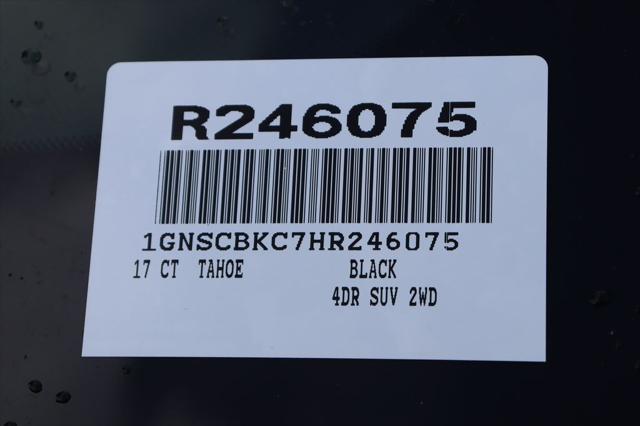 R246075
1GNSCBKC7HR246075
17 CT TAHOE BLACK
4DR SUV 2WD